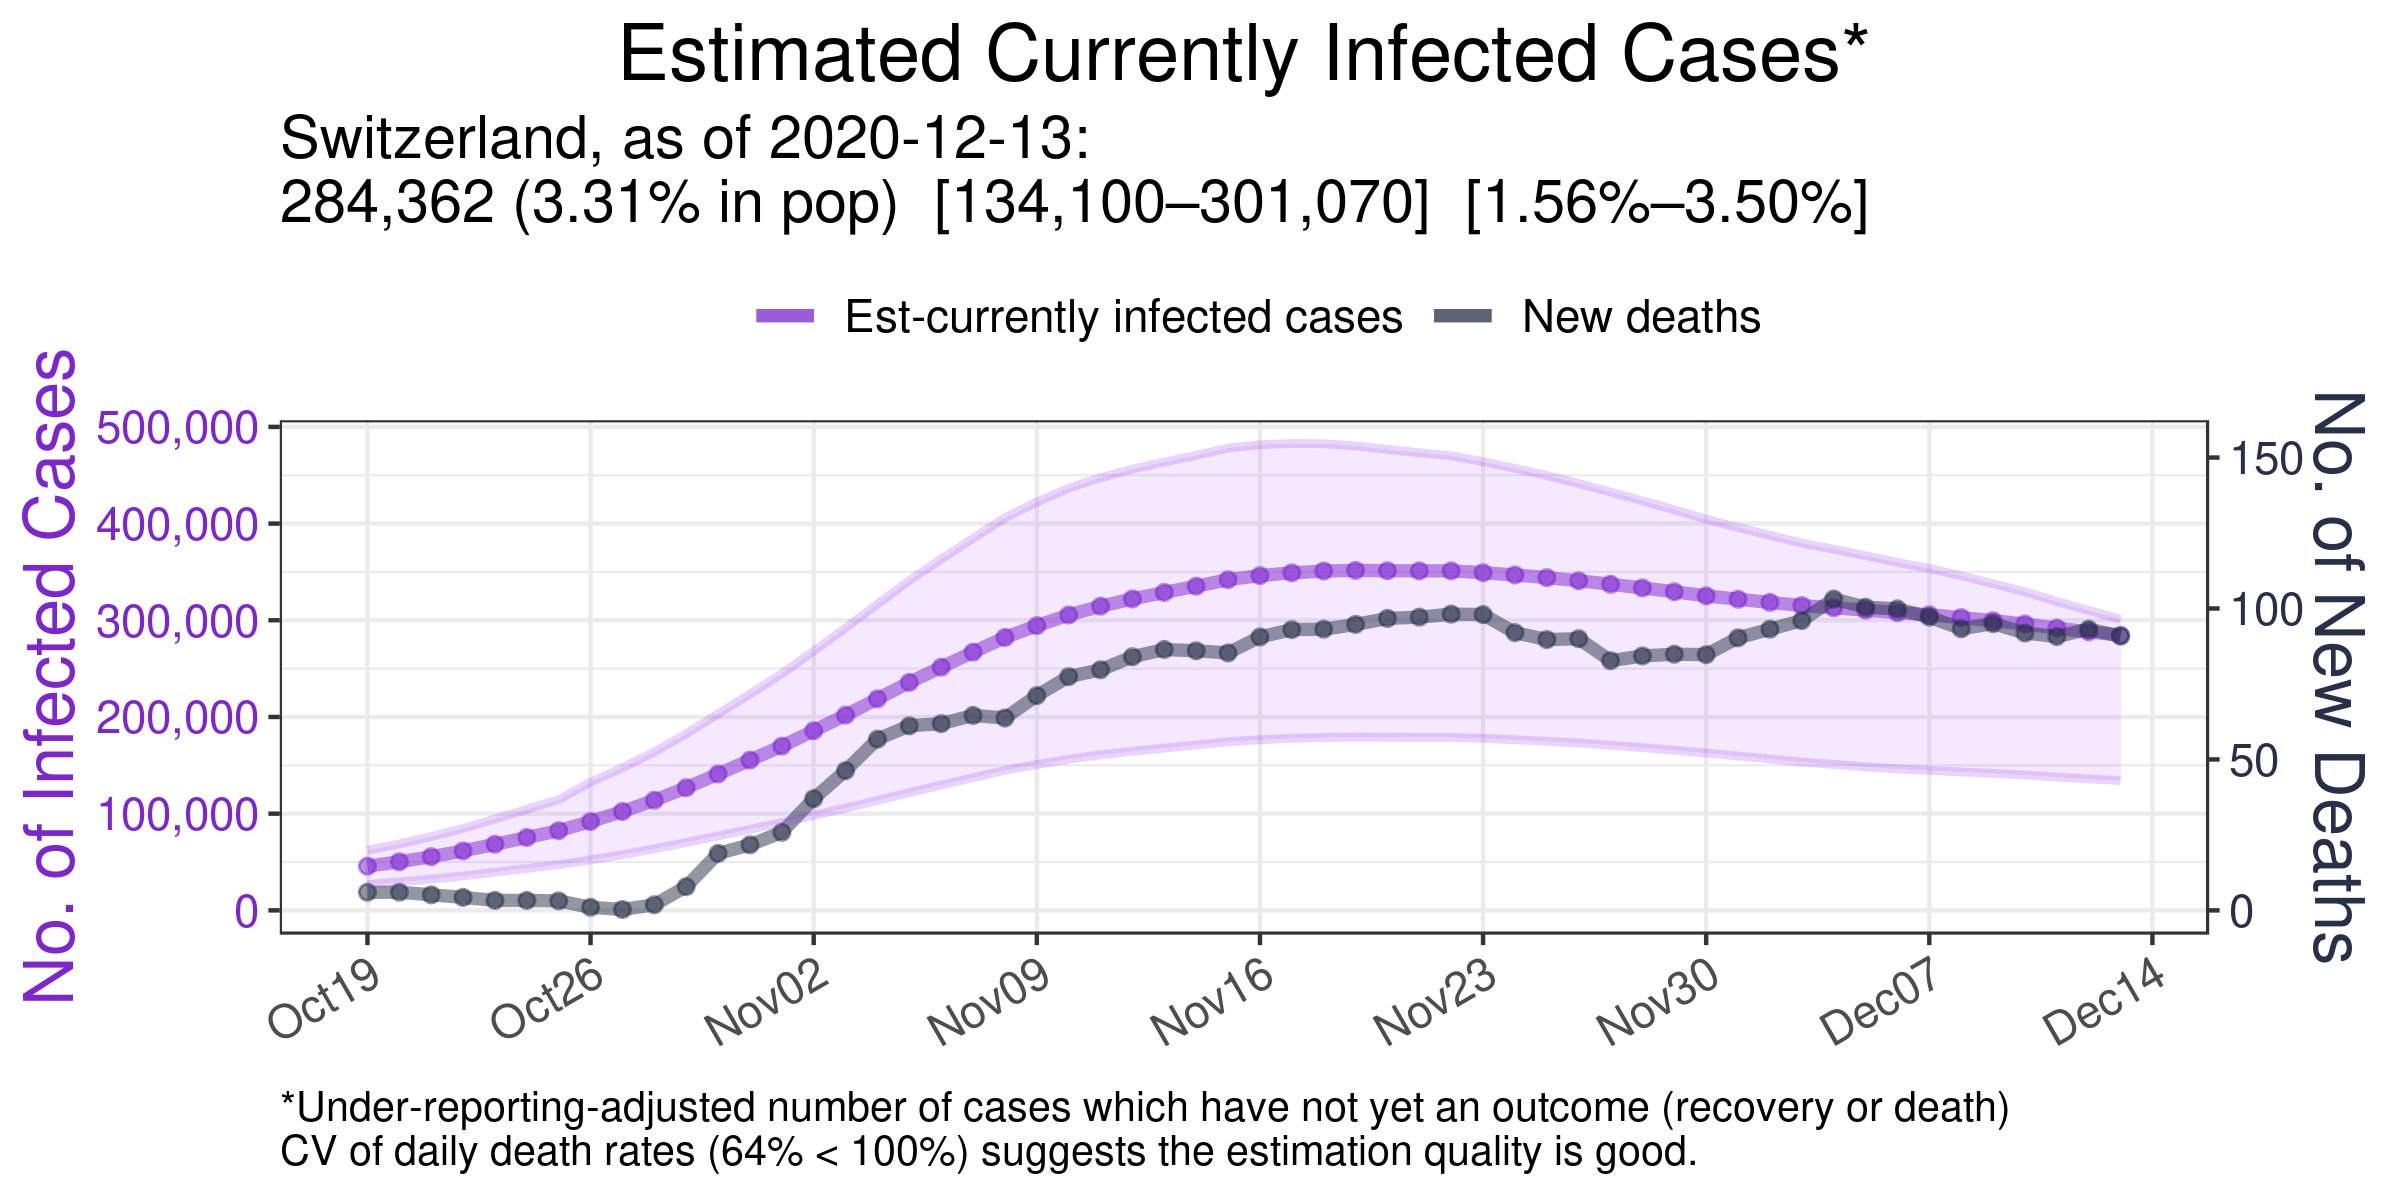 Estimated Currently Infected Cases*
Switzerland, as of 2020-12-13:
284,362 (3.31% in pop) [134,100–301,070] [1.56%–3.50%]
Est-currently infected cases
New deaths
No. of Infected Cases
500,000
400,000
300,000
200,000
100,000
0
150
100
50
0
No. of New Deaths
Oct19
Oct26
Nov02
Nov09
Nov16
Nov23
Nov30
Dec07
Dec14
*Under-reporting-adjusted number of cases which have not yet an outcome (recovery or death)
CV of daily death rates (64% < 100%) suggests the estimation quality is good.